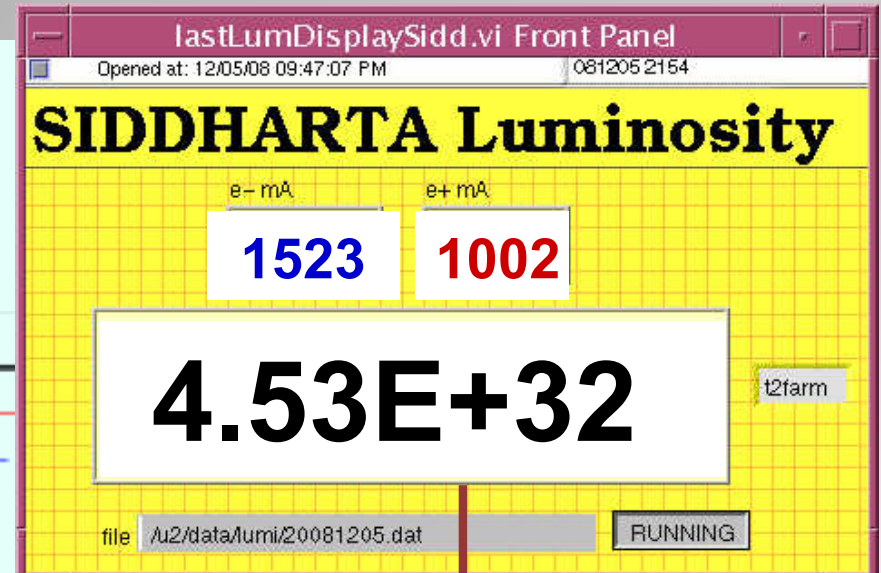 lastLumDisplaySidd.vi Front Panel
Opened at: 12/05/08 09:47:07 PM 081205 2154
SIDDHARTA Luminosity
e- mA e+ mA
1523 1002
4.53E+32
t2farm
file /u2/data/lumi/20081205.dat RUNNING